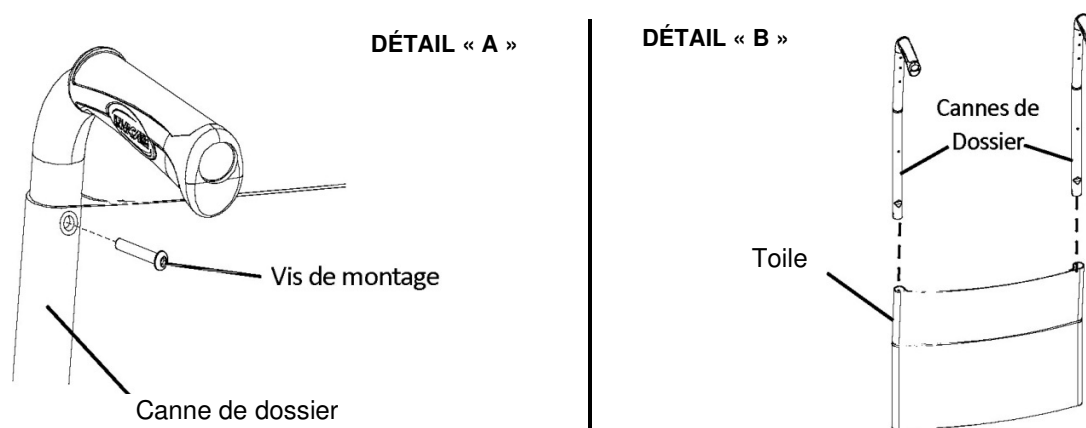 DÉTAIL « A »
Vis de montage
Canne de dossier
DÉTAIL « B »
Cannes de
Dossier
Toile